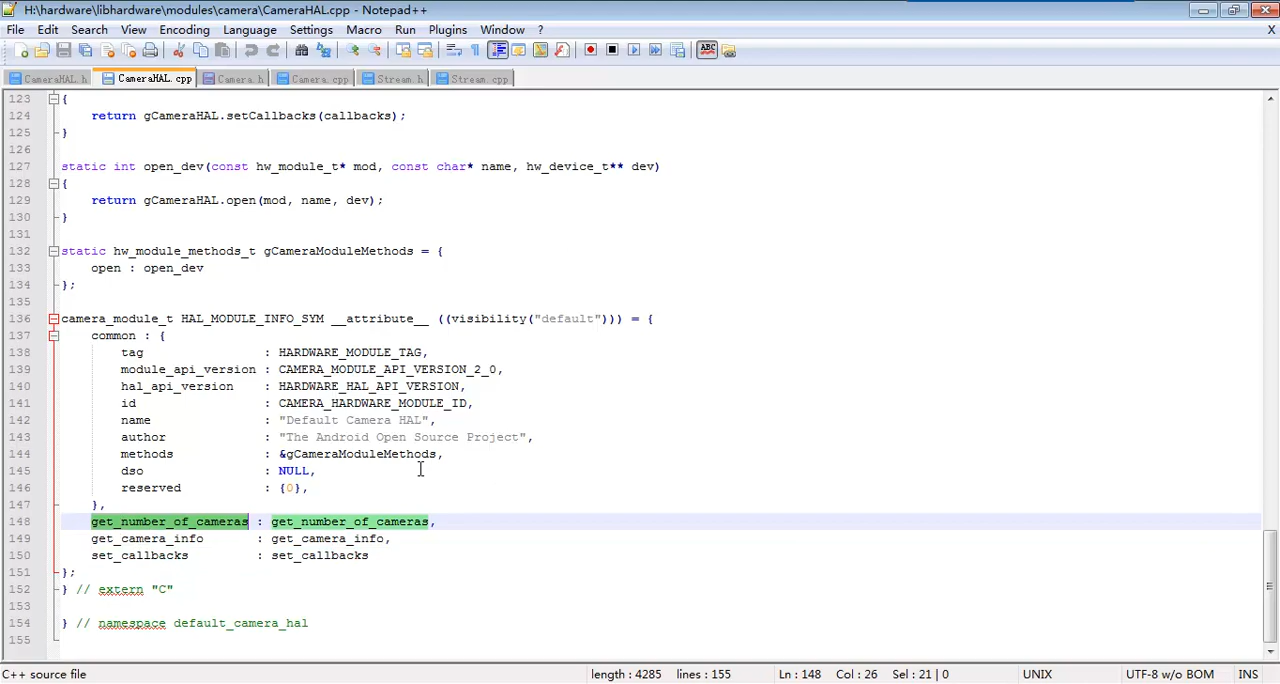 H:\hardware\libhardware\modules\camera\CameraHAL.cpp - Notepad++
File Edit Search View Encoding Language Settings Macro Run Plugins Window ? X
ABC
CameraHAL.h CameraHAL.cpp Camera.h Camera.cpp Stream.h Stream.cpp
123 {
124 return gCameraHAL.setCallbacks(callbacks);
125 }
126
127 static int open_dev(const hw_module_t* mod, const char* name, hw_device_t** dev)
128 {
129 return gCameraHAL.open(mod, name, dev);
130 }
131
132 static hw_module_methods_t gCameraModuleMethods = {
133 open : open_dev
134 };
135
136 camera_module_t HAL_MODULE_INFO_SYM __attribute__ ((visibility("default"))) = {
137 common : {
138 tag : HARDWARE_MODULE_TAG,
139 module_api_version : CAMERA_MODULE_API_VERSION_2_0,
140 hal_api_version : HARDWARE_HAL_API_VERSION,
141 id : CAMERA_HARDWARE_MODULE_ID,
142 name : "Default Camera HAL",
143 author : "The Android Open Source Project",
144 methods : &gCameraModuleMethods,
145 dso : NULL,
146 reserved : {0},
147 },
148 get_number_of_cameras : get_number_of_cameras,
149 get_camera_info : get_camera_info,
150 set_callbacks : set_callbacks
151 };
152 } // extern "C"
153
154 } // namespace default_camera_hal
155
C++ source file length : 4285 lines : 155 Ln : 148 Col : 26 Sel : 21 | 0 UNIX UTF-8 w/o BOM INS